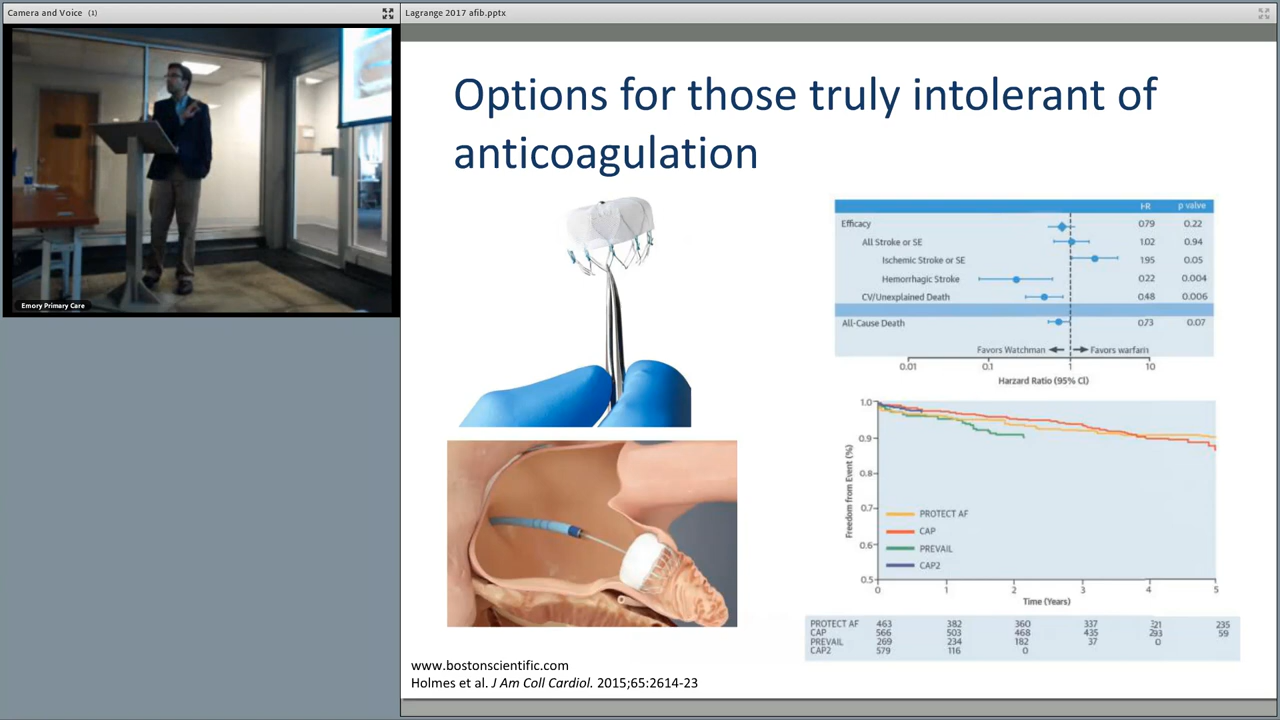 Camera and Voice (1)
Lagrange 2017 afib.pptx
Emory Primary Care
Options for those truly intolerant of
anticoagulation
HR p valve
Efficacy 0.79 0.22
All Stroke or SE 1.02 0.94
Ischemic Stroke or SE 1.95 0.05
Hemorrhagic Stroke 0.22 0.004
CV/Unexplained Death 0.48 0.006
All-Cause Death 0.73 0.07
Favors Watchman Favors warfarin
0.01 0.1 1 10
Harzard Ratio (95% CI)
1.0
0.9
0.8
0.7
0.6
0.5
Freedom from Event (%)
PROTECT AF
CAP
PREVAIL
CAP2
0 1 2 3 4 5
Time (Years)
PROTECT AF 463 382 360 337 321 235
CAP 566 503 468 435 293 59
PREVAIL 269 234 182 37 0
CAP2 579 116 0
www.bostonscientific.com
Holmes et al. J Am Coll Cardiol. 2015;65:2614-23